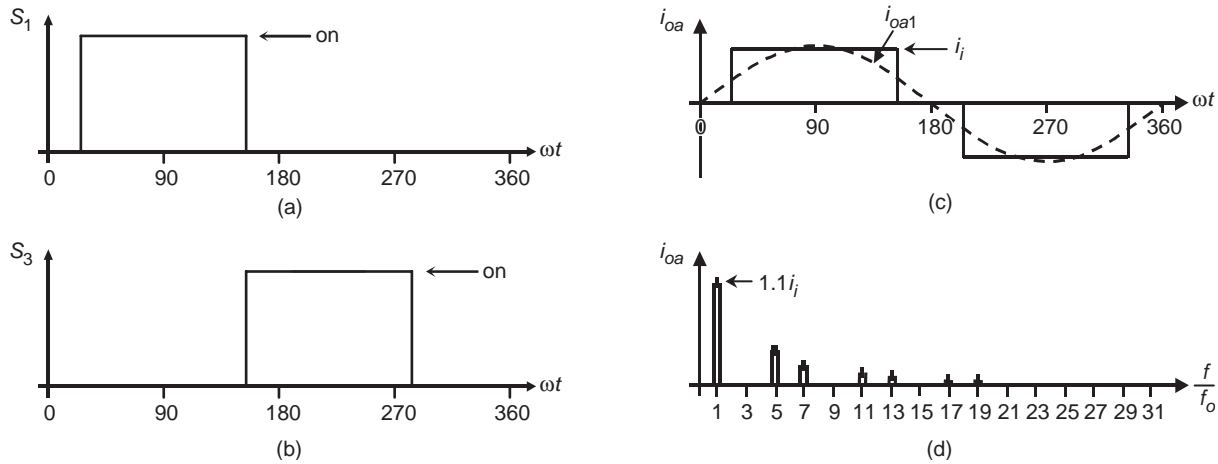 S1
on
ωt
0 90 180 270 360
(a)
S3
on
ωt
0 90 180 270 360
(b)
ioa
ioa1
ii
ωt
0 90 180 270 360
(c)
ioa
1.1ii
f
fo
1 3 5 7 9 11 13 15 17 19 21 23 25 27 29 31
(d)